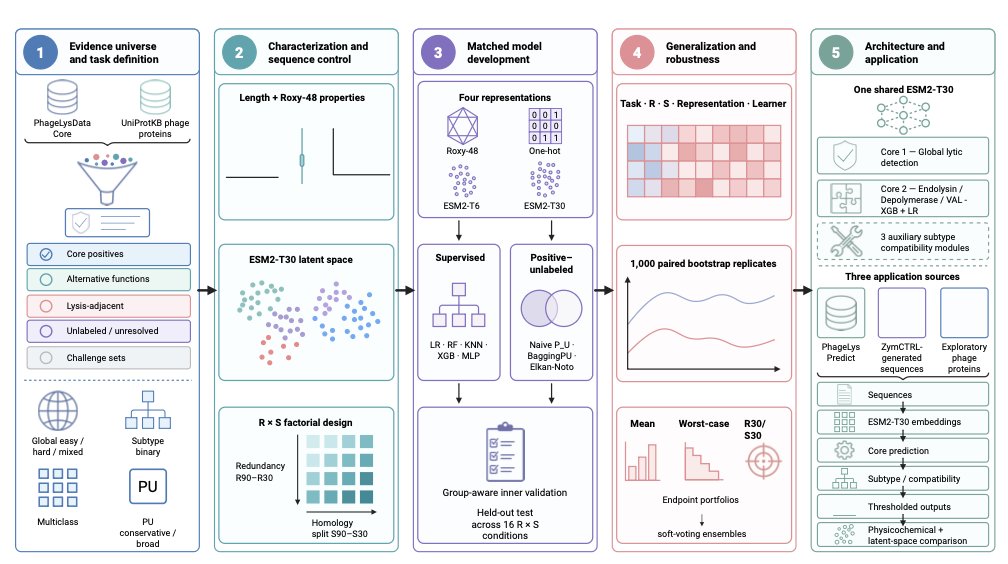 1
Evidence universe
and task definition
PhageLysData
Core
UniProtKB phage
proteins
Core positives
Alternative functions
Lysis-adjacent
Unlabeled / unresolved
Challenge sets
Global easy /
hard / mixed
Subtype
binary
Multiclass
PU
PU
conservative /
broad
2
Characterization and
sequence control
Length + Roxy-48 properties
ESM2-T30 latent space
R × S factorial design
Redundancy
R90–R30
Homology
split S90–S30
3
Matched model
development
Four representations
Roxy-48
0 0 1
0 0 0
0 1 1
One-hot
ESM2-T6
ESM2-T30
Supervised
LR · RF · KNN ·
XGB · MLP
Positive–
unlabeled
Naive P_U ·
BaggingPU ·
Elkan-Noto
Group-aware inner validation
Held-out test
across 16 R × S
conditions
4
Generalization and
robustness
Task · R · S · Representation · Learner
1,000 paired bootstrap replicates
Mean
Worst-case
R30/
S30
Endpoint portfolios
soft-voting ensembles
5
Architecture and
application
One shared ESM2-T30
Core 1 — Global lytic
detection
Core 2 — Endolysin /
Depolymerase / VAL -
XGB + LR
3 auxiliary subtype
compatibility modules
Three application sources
PhageLys
Predict
ZymCTRL-
generated
sequences
Exploratory
phage
proteins
Sequences
ESM2-T30 embeddings
Core prediction
Subtype / compatibility
Thresholded outputs
Physicochemical +
latent-space comparison